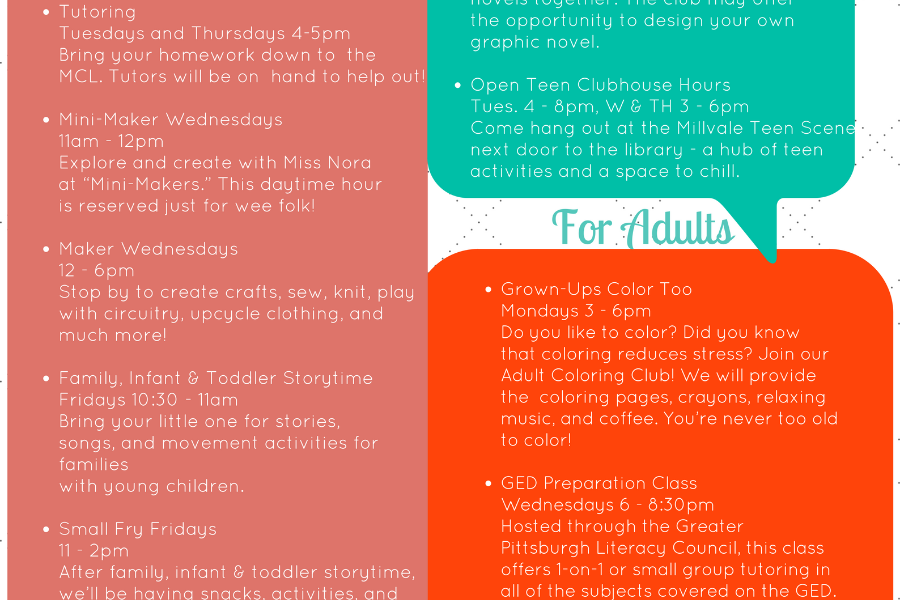 • Tutoring
Tuesdays and Thursdays 4-5pm
Bring your homework down to the
MCL. Tutors will be on hand to help out!
• Mini-Maker Wednesdays
11am - 12pm
Explore and create with Miss Nora
at “Mini-Makers.” This daytime hour
is reserved just for wee folk!
• Maker Wednesdays
12 - 6pm
Stop by to create crafts, sew, knit, play
with circuitry, upcycle clothing, and
much more!
• Family, Infant & Toddler Storytime
Fridays 10:30 - 11am
Bring your little one for stories,
songs, and movement activities for
families
with young children.
• Small Fry Fridays
11 - 2pm
After family, infant & toddler storytime,
we’ll be having snacks, activities, and
novels together. The club may offer
the opportunity to design your own
graphic novel.
• Open Teen Clubhouse Hours
Tues. 4 - 8pm, W & TH 3 - 6pm
Come hang out at the Millvale Teen Scene
next door to the library - a hub of teen
activities and a space to chill.
For Adults
• Grown-Ups Color Too
Mondays 3 - 6pm
Do you like to color? Did you know
that coloring reduces stress? Join our
Adult Coloring Club! We will provide
the coloring pages, crayons, relaxing
music, and coffee. You’re never too old
to color!
• GED Preparation Class
Wednesdays 6 - 8:30pm
Hosted through the Greater
Pittsburgh Literacy Council, this class
offers 1-on-1 or small group tutoring in
all of the subjects covered on the GED.